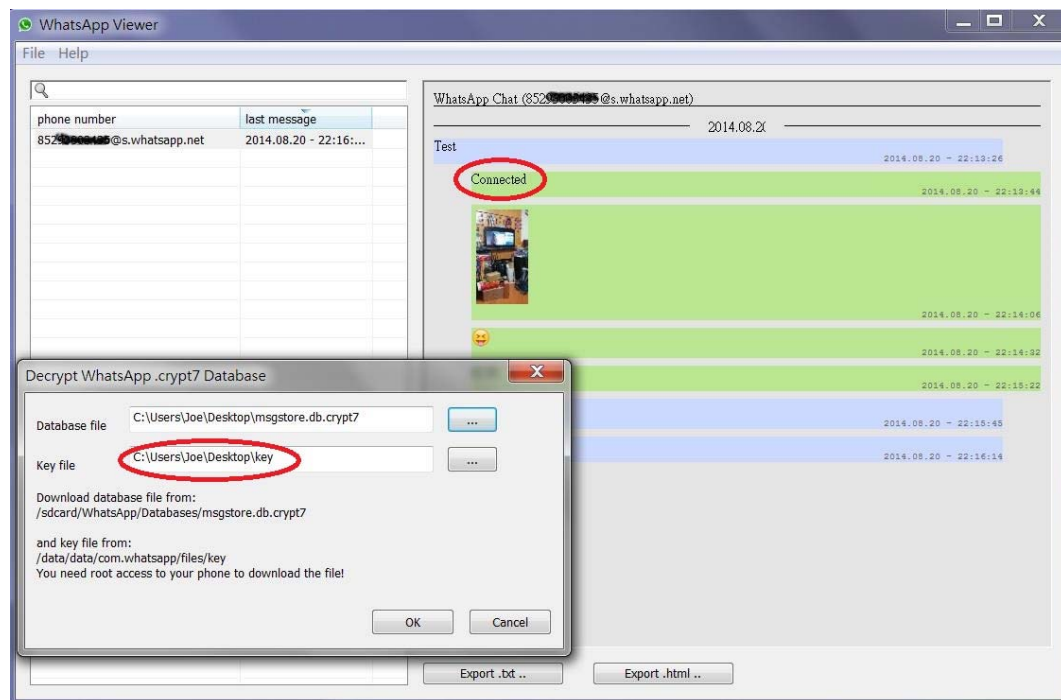 WhatsApp Viewer
File Help
phone number last message
852 @s.whatsapp.net 2014.08.20 - 22:16:...
WhatsApp Chat (852 @s.whatsapp.net)
2014.08.2
Test
2014.08.20 - 22:13:26
Connected
2014.08.20 - 22:13:44
2014.08.20 - 22:14:06
2014.08.20 - 22:14:32
2014.08.20 - 22:15:22
2014.08.20 - 22:15:45
2014.08.20 - 22:16:14
Decrypt WhatsApp .crypt7 Database
Database file C:\Users\Joe\Desktop\msgstore.db.crypt7 ...
Key file C:\Users\Joe\Desktop\key ...
Download database file from:
/sdcard/WhatsApp/Databases/msgstore.db.crypt7
and key file from:
/data/data/com.whatsapp/files/key
You need root access to your phone to download the file!
OK Cancel
Export .txt .. Export .html ..